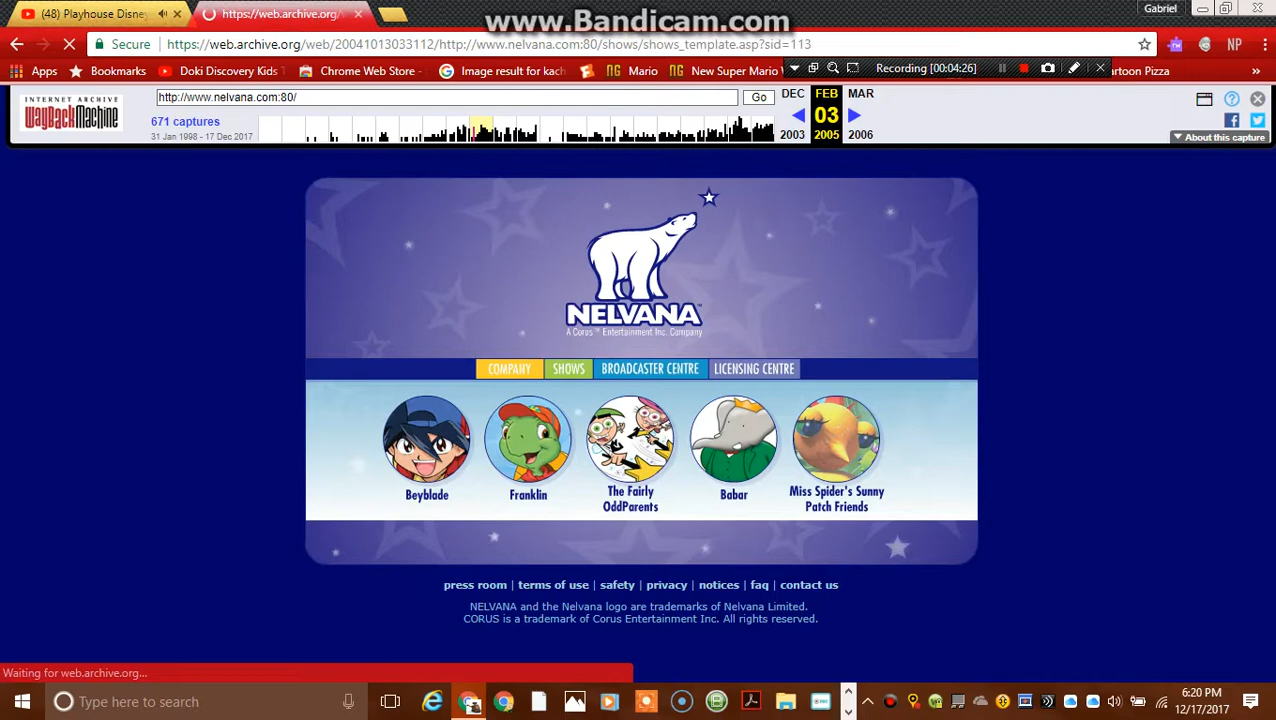 www.Bandicam.com
(48) Playhouse Disney
https://web.archive.org/
Gabriel
Secure
https://web.archive.org/web/20041013033112/http://www.nelvana.com:80/shows/shows_template.asp?sid=113
NP
Apps
Bookmarks
Doki Discovery Kids
Chrome Web Store -
Image result for kach
Mario
New Super Mario
Recording [00:04:26]
artoon Pizza
»
INTERNET ARCHIVE
WayBackMachine
http://www.nelvana.com:80/
Go
DEC
FEB
MAR
671 captures
03
31 Jan 1998 - 17 Dec 2017
2003
2005
2006
About this capture
NELVANA™
A Corus™ Entertainment Inc. Company
COMPANY
SHOWS
BROADCASTER CENTRE
LICENSING CENTRE
Beyblade
Franklin
The Fairly
OddParents
Babar
Miss Spider's Sunny
Patch Friends
press room | terms of use | safety | privacy | notices | faq | contact us
NELVANA and the Nelvana logo are trademarks of Nelvana Limited.
CORUS is a trademark of Corus Entertainment Inc. All rights reserved.
Waiting for web.archive.org...
Type here to search
6:20 PM
12/17/2017